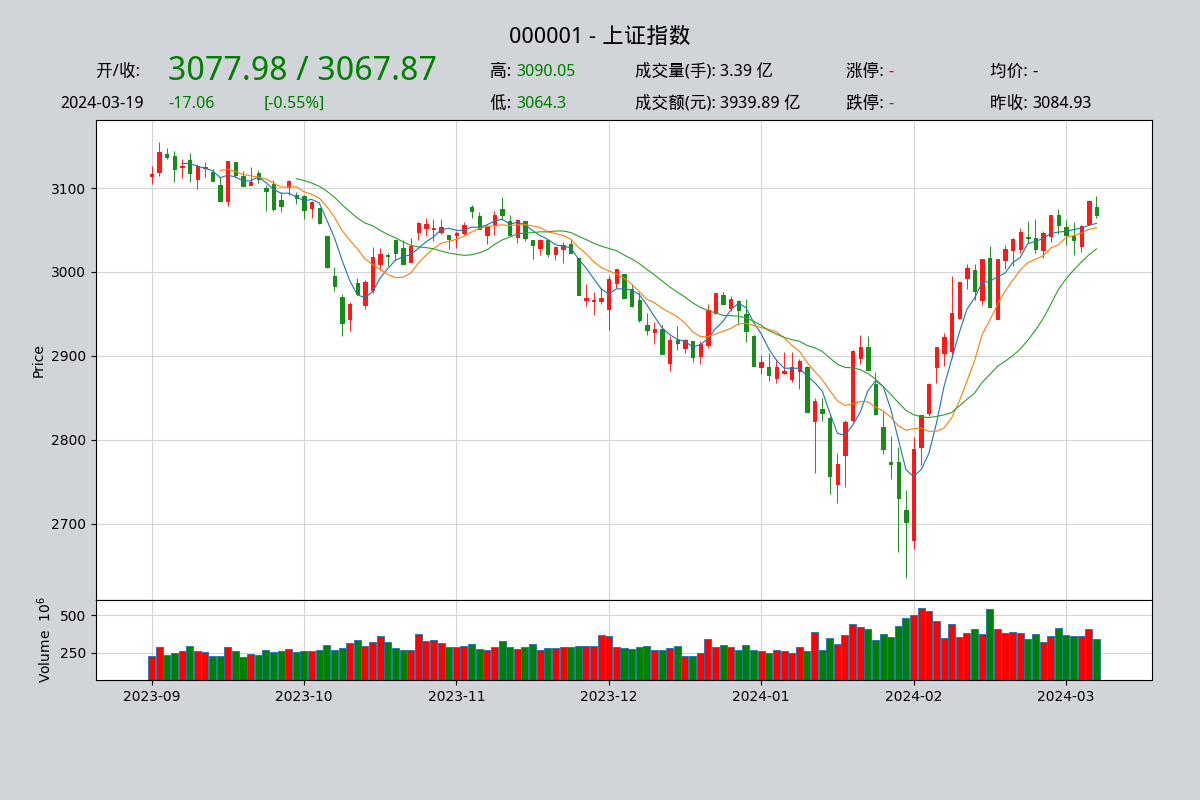 000001 - 上证指数
开/收: 3077.98 / 3067.87 高: 3090.05 成交量(手): 3.39 亿 涨停: - 均价: -
2024-03-19 -17.06 [-0.55%] 低: 3064.3 成交额(元): 3939.89 亿 跌停: - 昨收: 3084.93
3100
3000
2900
2800
2700
Price
500
250
Volume 10⁶
2023-09 2023-10 2023-11 2023-12 2024-01 2024-02 2024-03